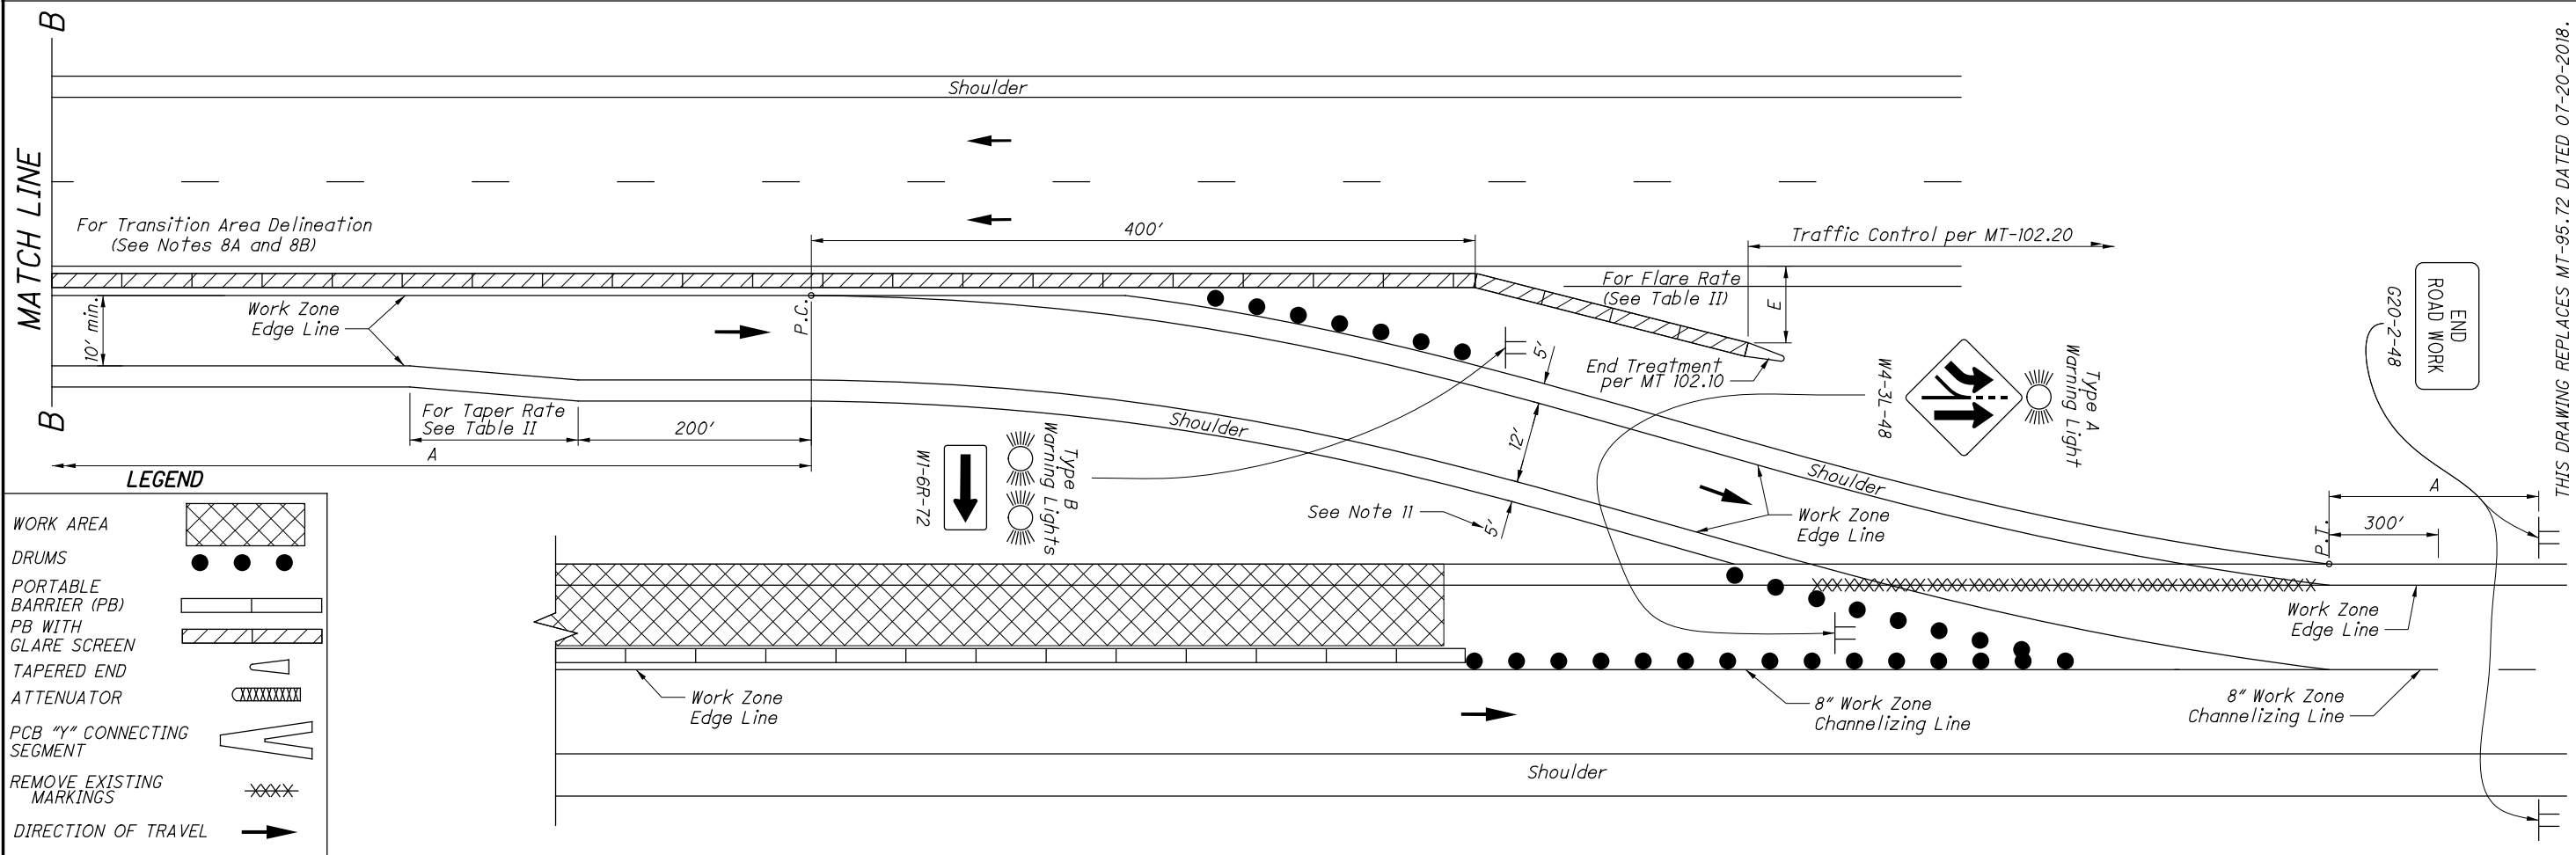 B
MATCH LINE
B
Shoulder
For Transition Area Delineation
(See Notes 8A and 8B)
400'
Traffic Control per MT-102.20
For Flare Rate
(See Table II)
E
10' min.
Work Zone
Edge Line
P.C.
End Treatment
per MT 102.10
5'
For Taper Rate
See Table II
200'
A
Shoulder
12'
See Note 11
5'
W1-6R-72
Type B
Warning Lights
W4-3L-48
Type A
Warning Light
Shoulder
Work Zone
Edge Line
END
ROAD WORK
G20-2-48
A
300'
P.I.
Work Zone
Edge Line
Work Zone
Edge Line
8" Work Zone
Channelizing Line
8" Work Zone
Channelizing Line
Shoulder
LEGEND
WORK AREA
DRUMS
PORTABLE
BARRIER (PB)
PB WITH
GLARE SCREEN
TAPERED END
ATTENUATOR
PCB "Y" CONNECTING
SEGMENT
REMOVE EXISTING
MARKINGS
DIRECTION OF TRAVEL
THIS DRAWING REPLACES MT-95.72 DATED 07-20-2018.